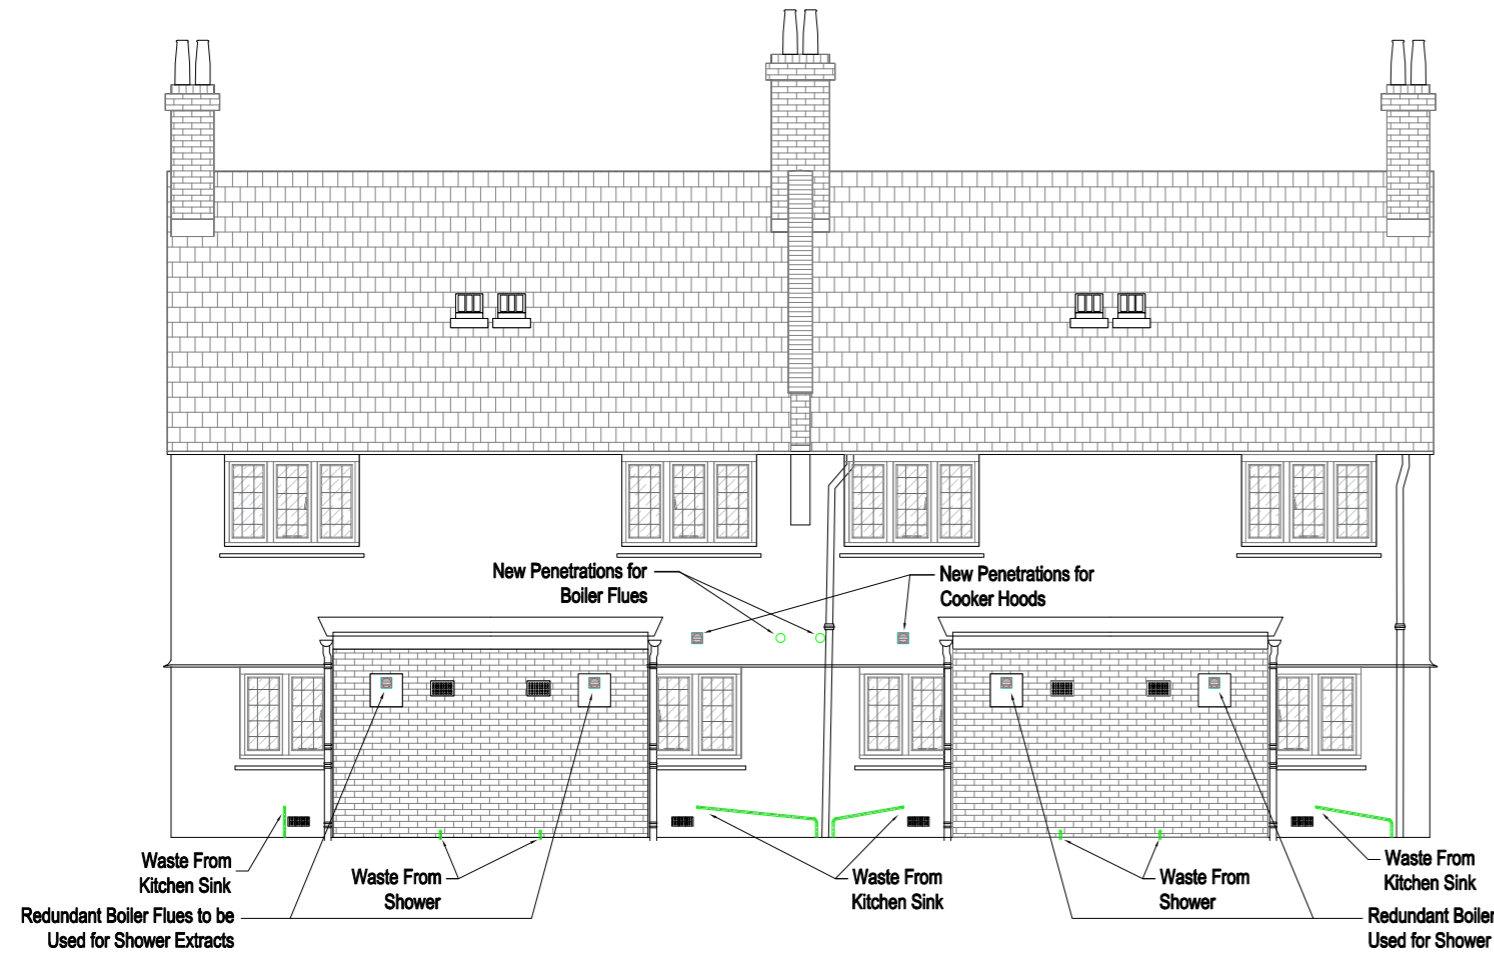 New Penetrations for
Boiler Flues
New Penetrations for
Cooker Hoods
Waste From
Kitchen Sink
Waste From
Shower
Waste From
Kitchen Sink
Waste From
Shower
Waste From
Kitchen Sink
Redundant Boiler Flues to be
Used for Shower Extracts
Redundant Boiler
Used for Shower